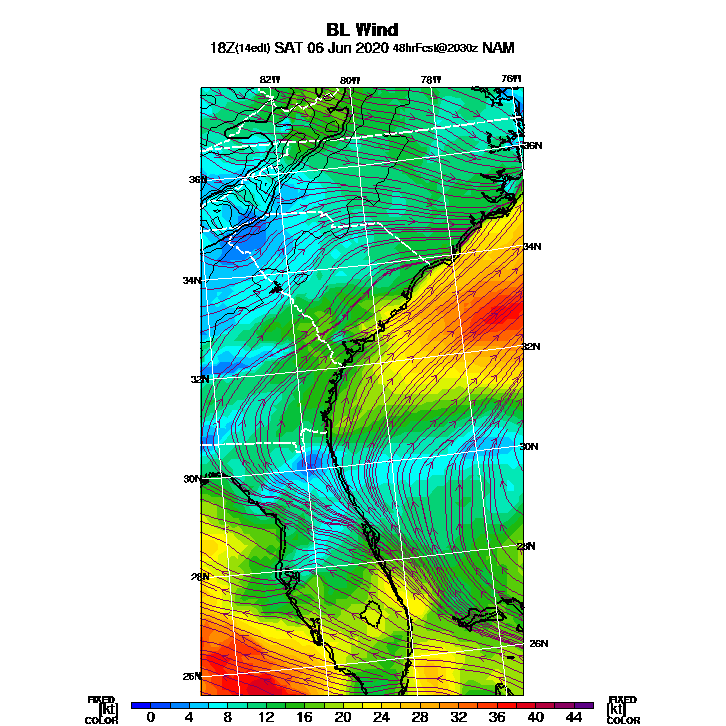 BL Wind
18Z(14edt) SAT 06 Jun 2020 48hrFcst@2030z NAM
82W 80W 78W 76W
36N 36N
34N 34N
32N 32N
30N 30N
28N 28N
26N 26N
FIXED FIXED
[kt] [kt]
COLOR COLOR
0 4 8 12 16 20 24 28 32 36 40 44